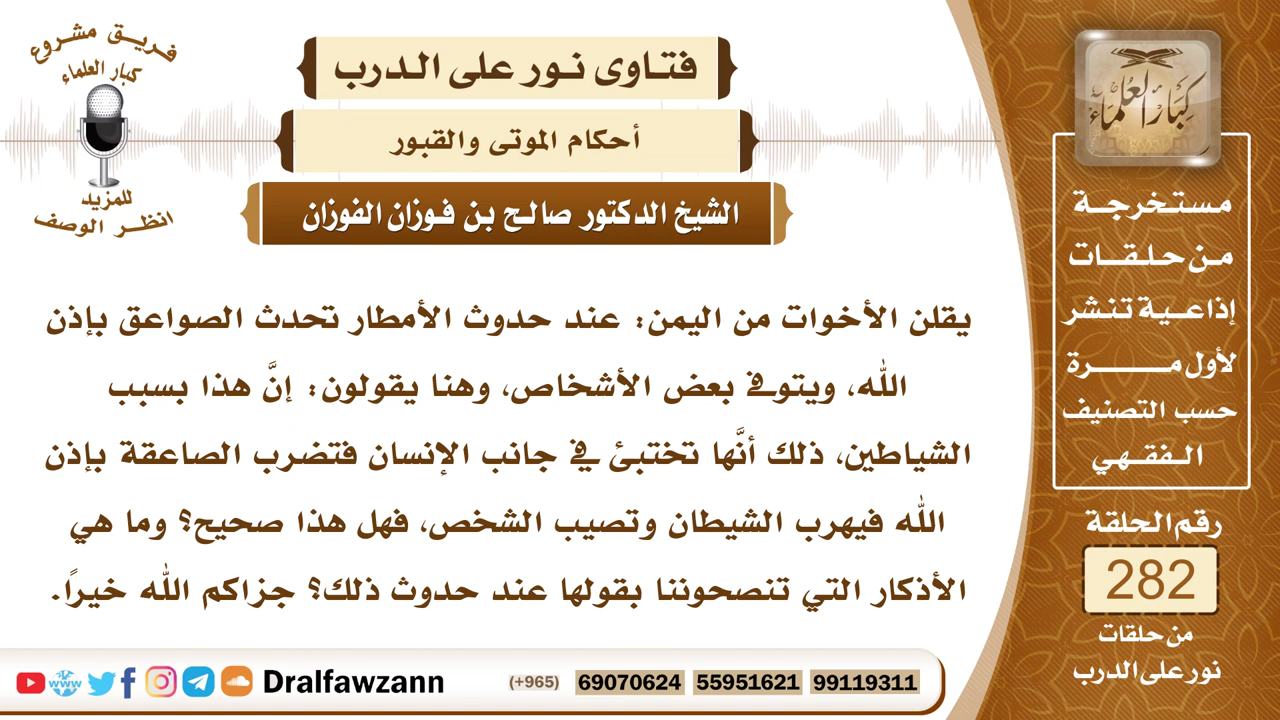 فريق مشروع
كبار العلماء
للمزيد
انظر الوصف
فتاوى نور على الدرب
أحكام الموتى والقبور
الشيخ الدكتور صالح بن فوزان الفوزان
يقلن الأخوات من اليمن: عند حدوث الأمطار تحدث الصواعق بإذن
الله، ويتوفى بعض الأشخاص، وهنا يقولون: إنَّ هذا بسبب
الشياطين، ذلك أنَّها تختبئ في جانب الإنسان فتضرب الصاعقة بإذن
الله فيهرب الشيطان وتصيب الشخص، فهل هذا صحيح؟ وما هي
الأذكار التي تنصحوننا بقولها عند حدوث ذلك؟ جزاكم الله خيرًا.
كبار العلماء
مستخرجة
من حلقات
إذاعية تنشر
لأول مرة
حسب التصنيف
الفقهي
رقم الحلقة
282
من حلقات
نور على الدرب
www Dralfawzann (+965) 69070624 55951621 99119311